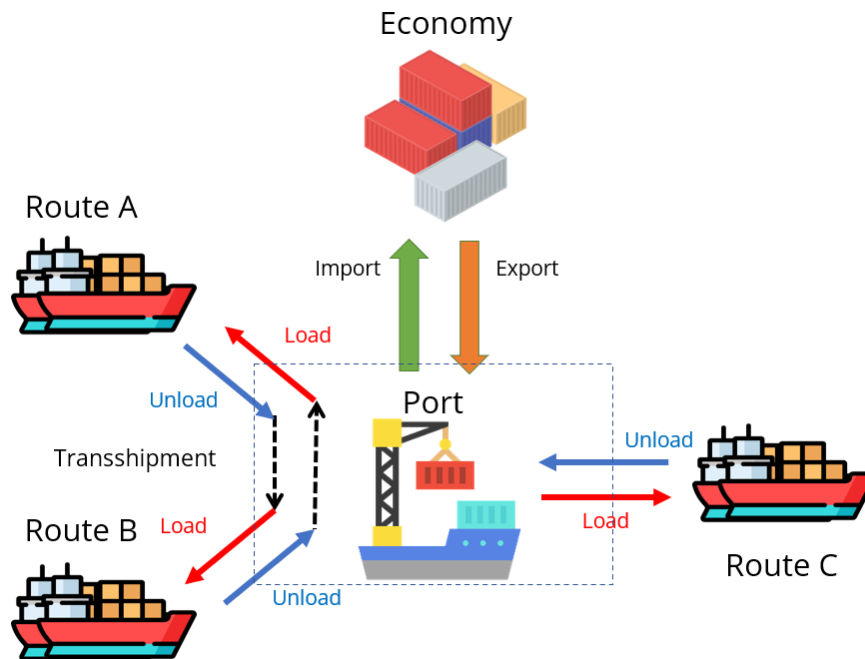 Economy
Route A
Import
Export
Load
Unload
Port
Unload
Transshipment
Load
Load
Route B
Route C
Unload